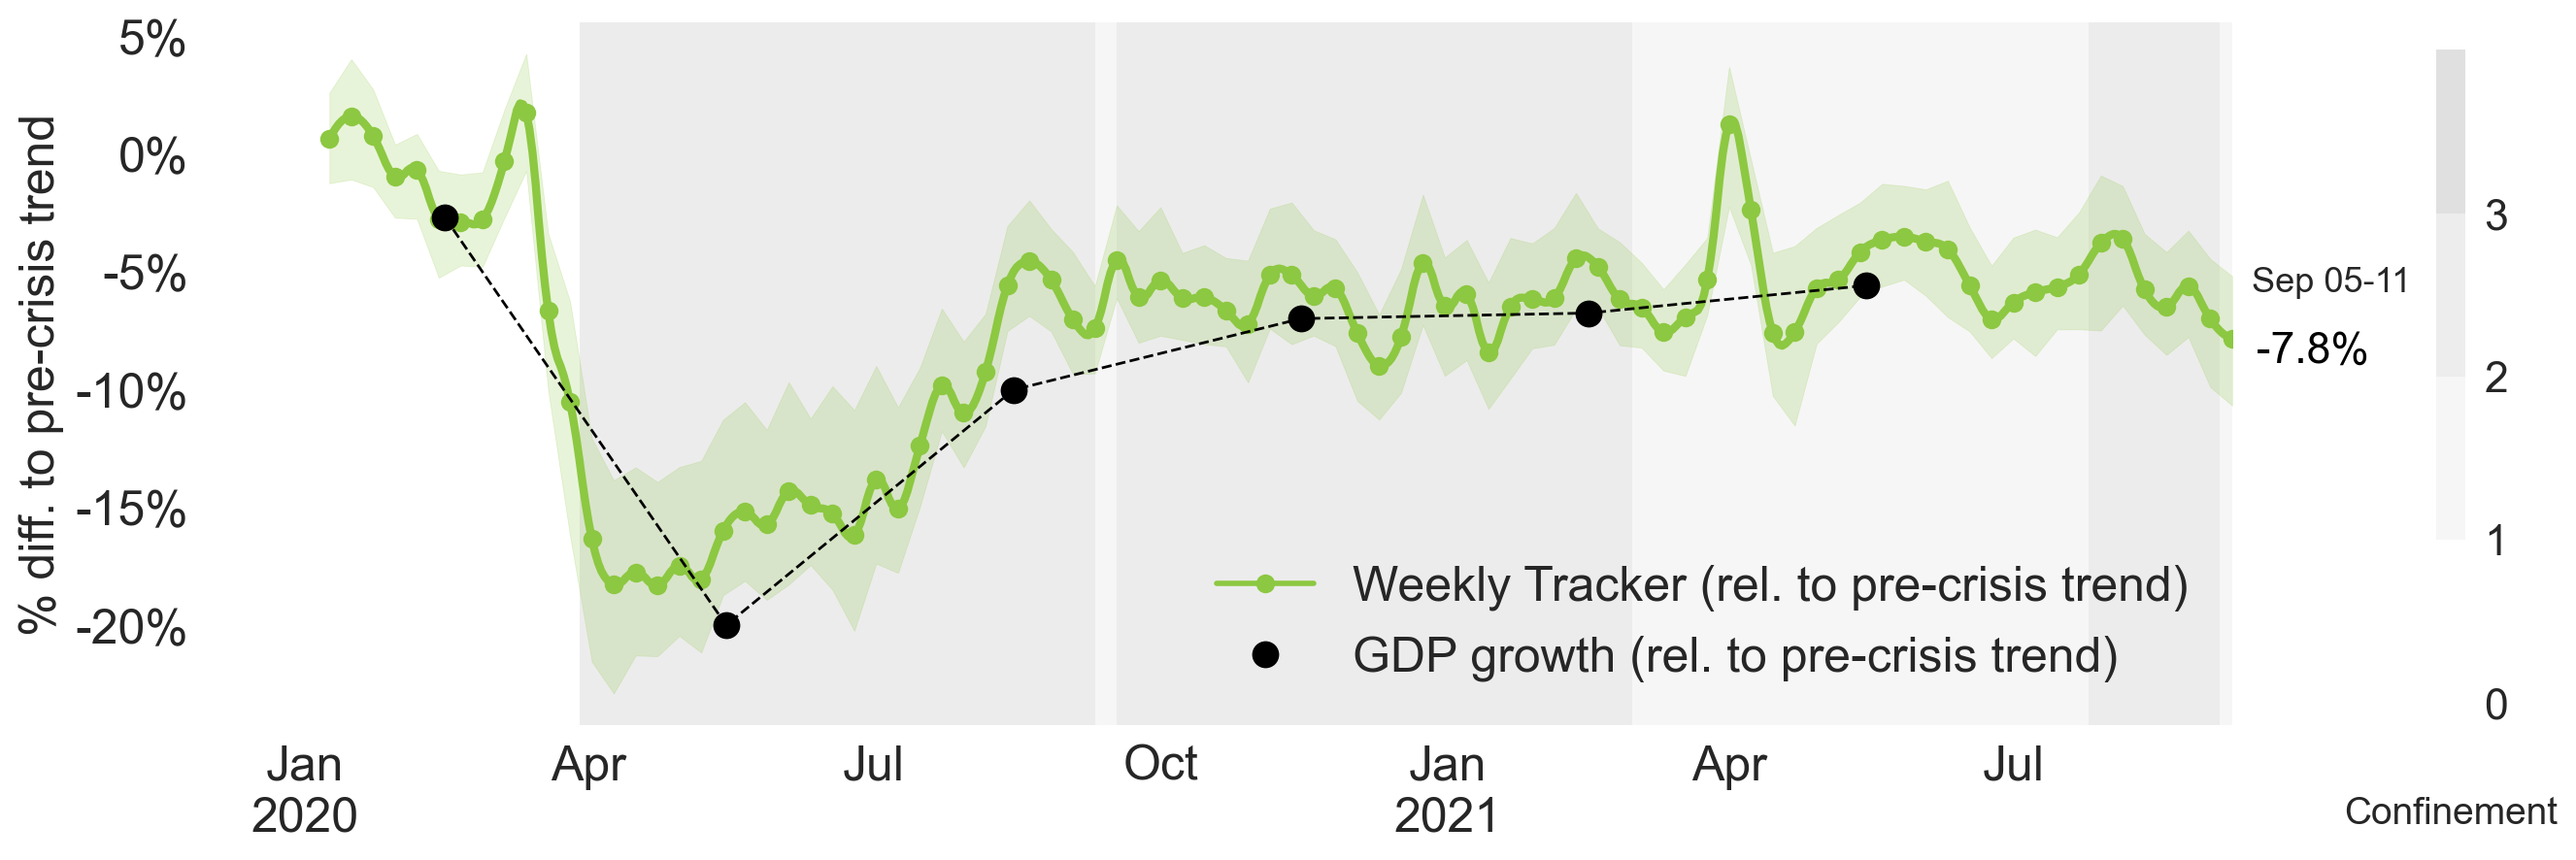 % diff. to pre-crisis trend
5%
0%
-5%
-10%
-15%
-20%
Jan
2020
Apr
Jul
Oct
Jan
2021
Apr
Jul
Weekly Tracker (rel. to pre-crisis trend)
GDP growth (rel. to pre-crisis trend)
Sep 05-11
-7.8%
3
2
1
0
Confinement